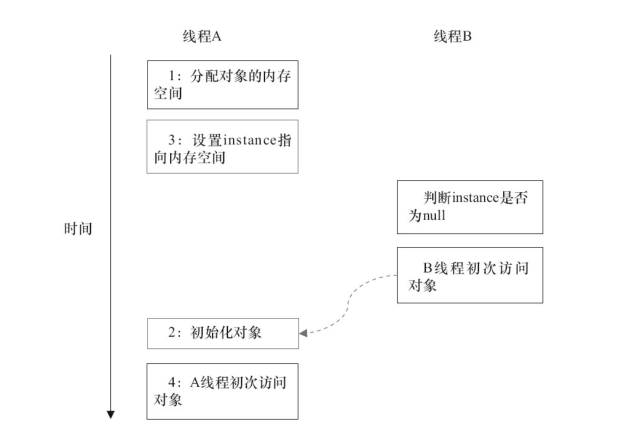 线程A
线程B
1：分配对象的内存
空间
3：设置instance指
向内存空间
判断instance是否
为null
时间
B线程初次访问
对象
2：初始化对象
4：A线程初次访问
对象